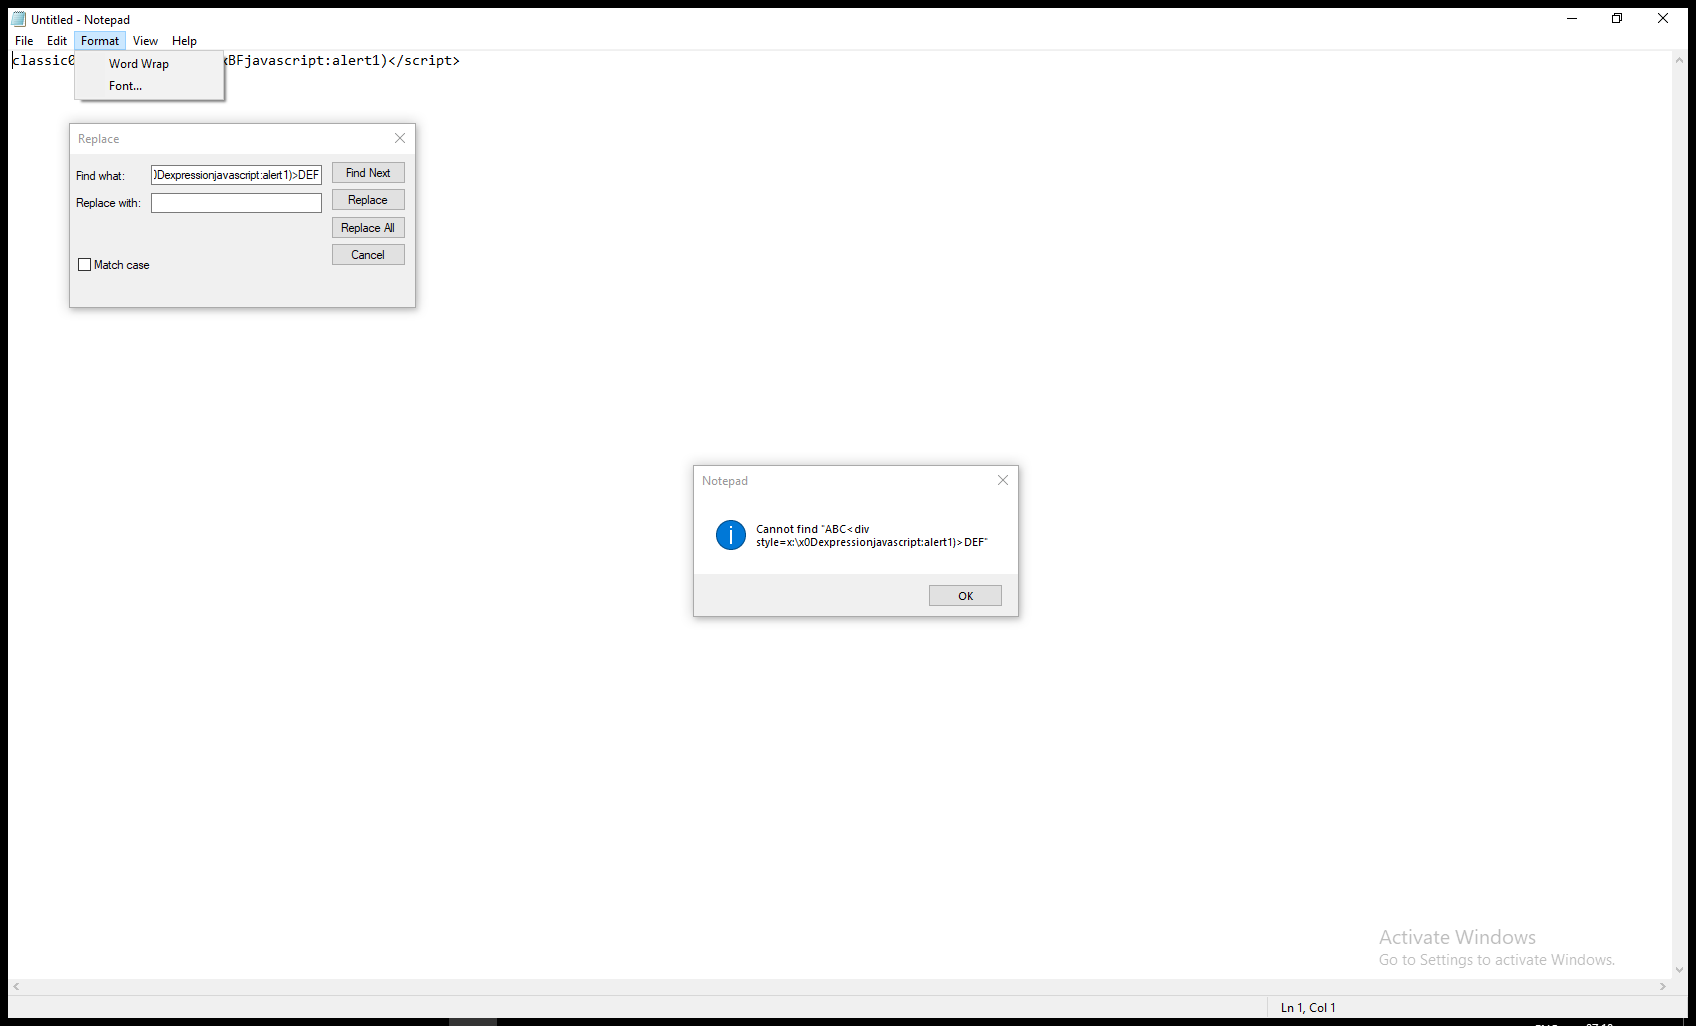 Untitled - Notepad
File Edit Format View Help
classic
BFjavascript:alert1)</script>
Word Wrap
Font...
Replace
Find what: )Dexpressionjavascript:alert1)>DEF Find Next
Replace with: Replace
Replace All
Cancel
Match case
Notepad
Cannot find "ABC<div
style=x:\x0Dexpressionjavascript:alert1)>DEF"
OK
Activate Windows
Go to Settings to activate Windows.
Ln 1, Col 1